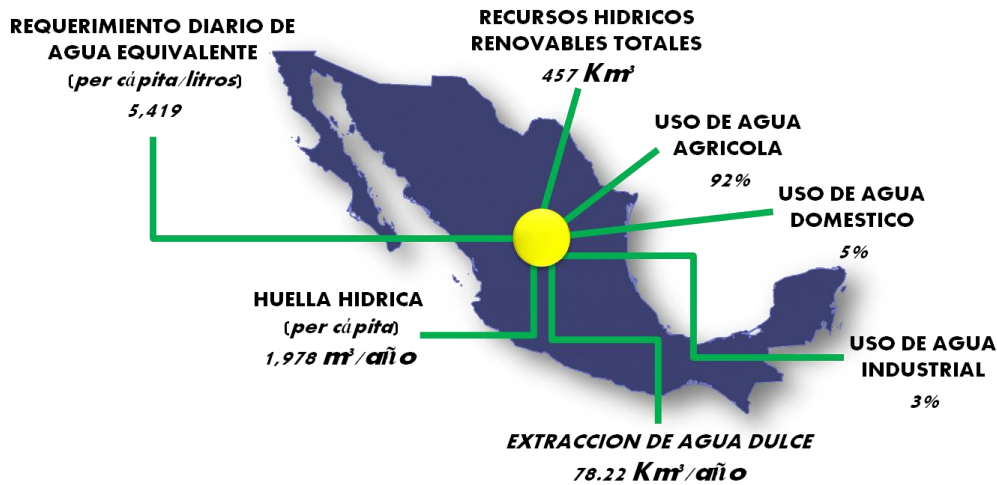 REQUERIMIENTO DIARIO DE
AGUA EQUIVALENTE
(per cápita/litros)
5,419
RECURSOS HIDRICOS
RENOVABLES TOTALES
457 Km³
USO DE AGUA
AGRICOLA
92%
USO DE AGUA
DOMESTICO
5%
HUELLA HIDRICA
(per cápita)
1,978 m³/año
USO DE AGUA
INDUSTRIAL
3%
EXTRACCION DE AGUA DULCE
78.22 Km³/año